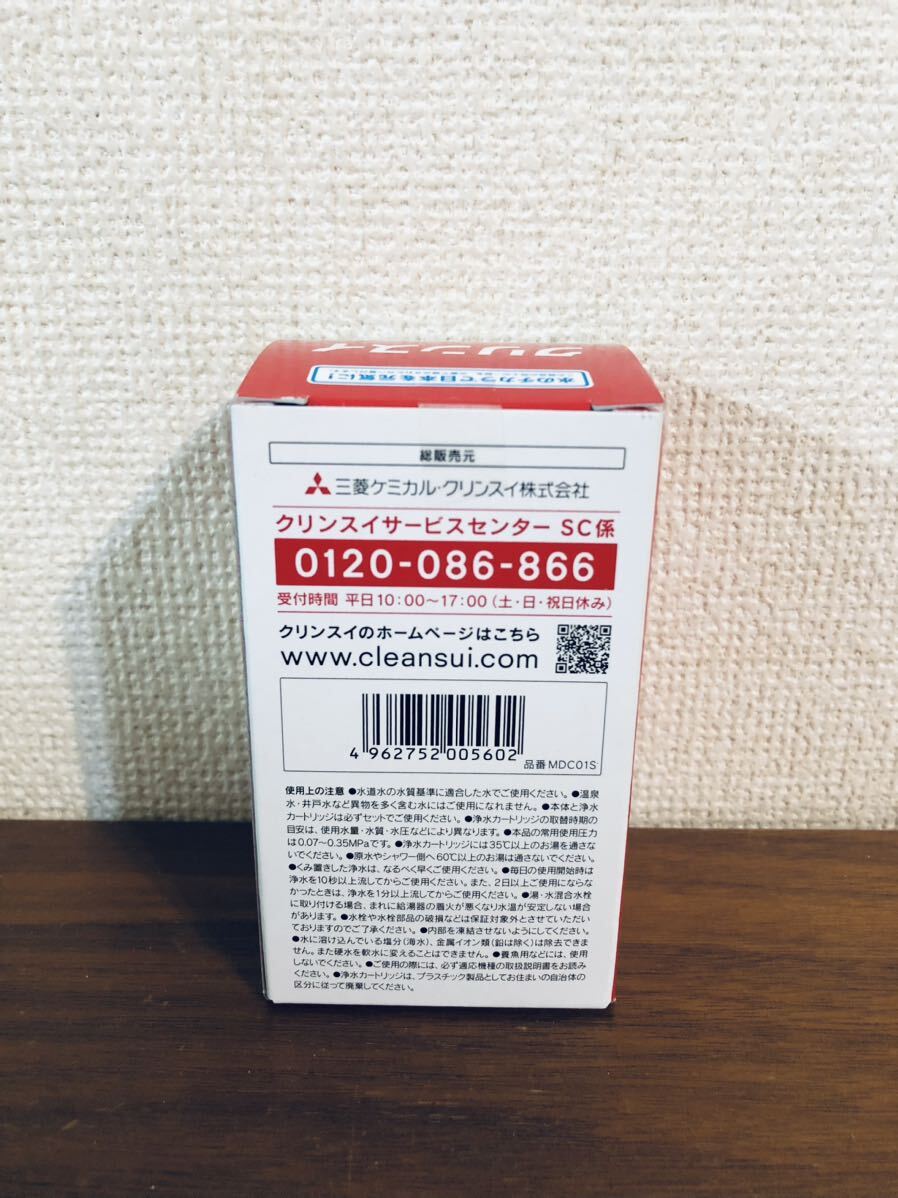 クリンスイ
水のチカラで日本を元気に!
総販売元
三菱ケミカル・クリンスイ株式会社
クリンスイサービスセンター SC係
0120-086-866
受付時間 平日10:00〜17:00(土・日・祝日休み)
クリンスイのホームページはこちら
www.cleansui.com
4 962752 005602
品番 MDC01S
使用上の注意 ●水道水の水質基準に適合した水でご使用ください。●温泉
水・井戸水など異物を多く含む水にはご使用になれません。●本体と浄水
カートリッジは必ずセットでご使用ください。●浄水カートリッジの取替時期の
目安は、使用水量・水質・水圧などにより異なります。●本品の常用使用圧力
は0.07〜0.35MPaです。●浄水カートリッジには35℃以上のお湯を通さな
いでください。●原水やシャワー側へ60℃以上のお湯は通さないでください。
●くみ置きした浄水は、なるべく早くご使用ください。●毎日の使用開始時は
浄水を10秒以上流してからご使用ください。また、2日以上ご使用にならな
かったときは、浄水を1分以上流してからご使用ください。●湯・水混合水栓
に取り付ける場合、まれに給湯器の着火が悪くなり水温が安定しない場合
があります。●水栓や水栓部品の破損などは保証対象外とさせていただい
ておりますのでご了承ください。●内部を凍結させないようにしてください。
●水に溶け込んでいる塩分(海水)、金属イオン類(鉛は除く)は除去できま
せん。また硬水を軟水に変えることはできません。●養魚用などには、使用
しないでください。●ご使用の際には、必ず適応機種の取扱説明書をお読み
ください。●浄水カートリッジは、プラスチック製品としてお住まいの自治体の
区分に従って廃棄してください。